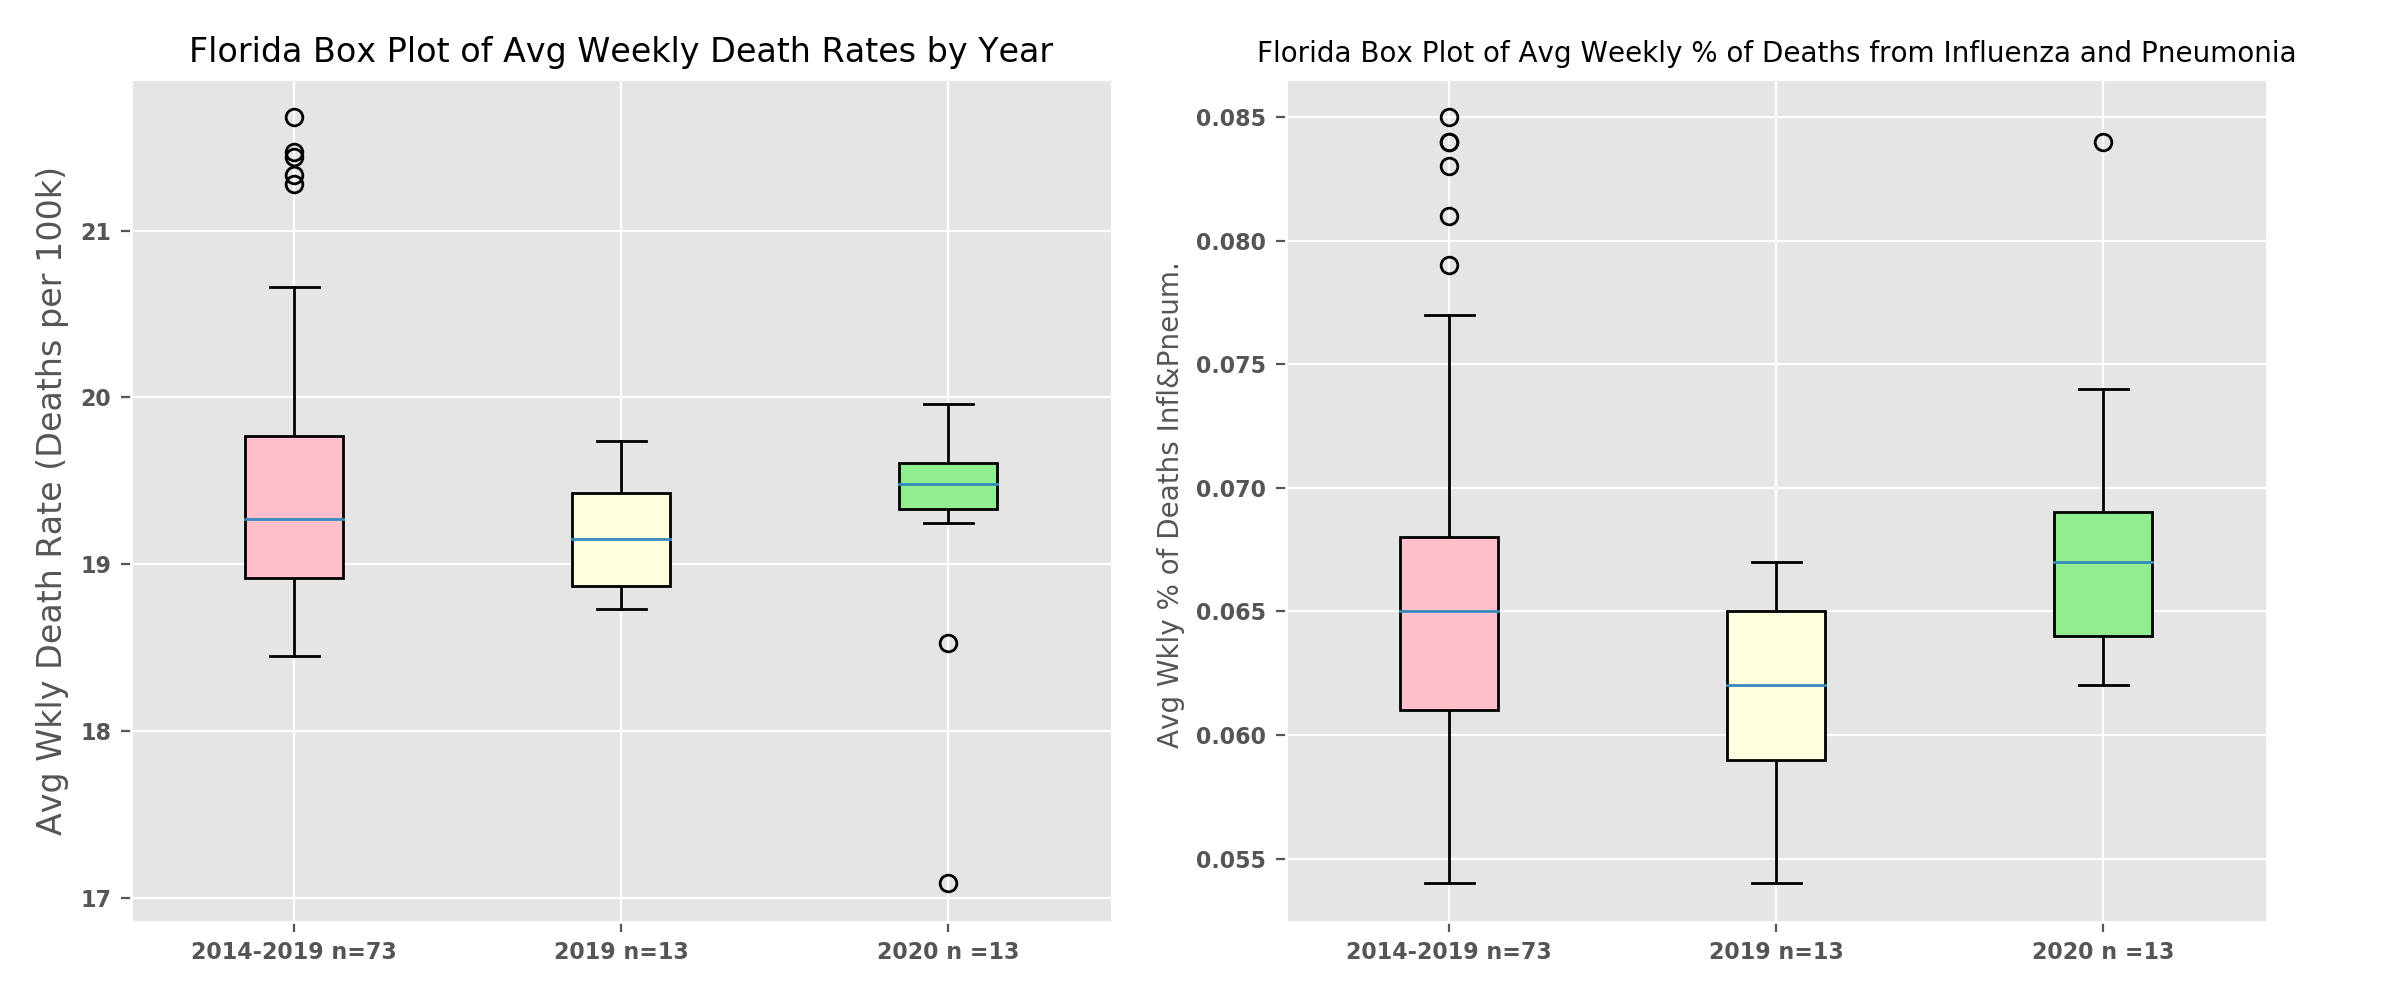 Florida Box Plot of Avg Weekly Death Rates by Year
Avg Wkly Death Rate (Deaths per 100k)
21
20
19
18
17
2014-2019 n=73
2019 n=13
2020 n =13
Florida Box Plot of Avg Weekly % of Deaths from Influenza and Pneumonia
Avg Wkly % of Deaths Infl&Pneum.
0.085
0.080
0.075
0.070
0.065
0.060
0.055
2014-2019 n=73
2019 n=13
2020 n =13